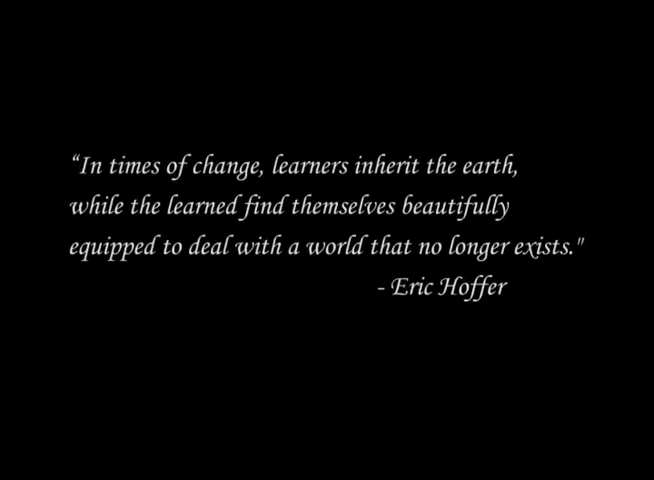 “In times of change, learners inherit the earth,
while the learned find themselves beautifully
equipped to deal with a world that no longer exists."
- Eric Hoffer